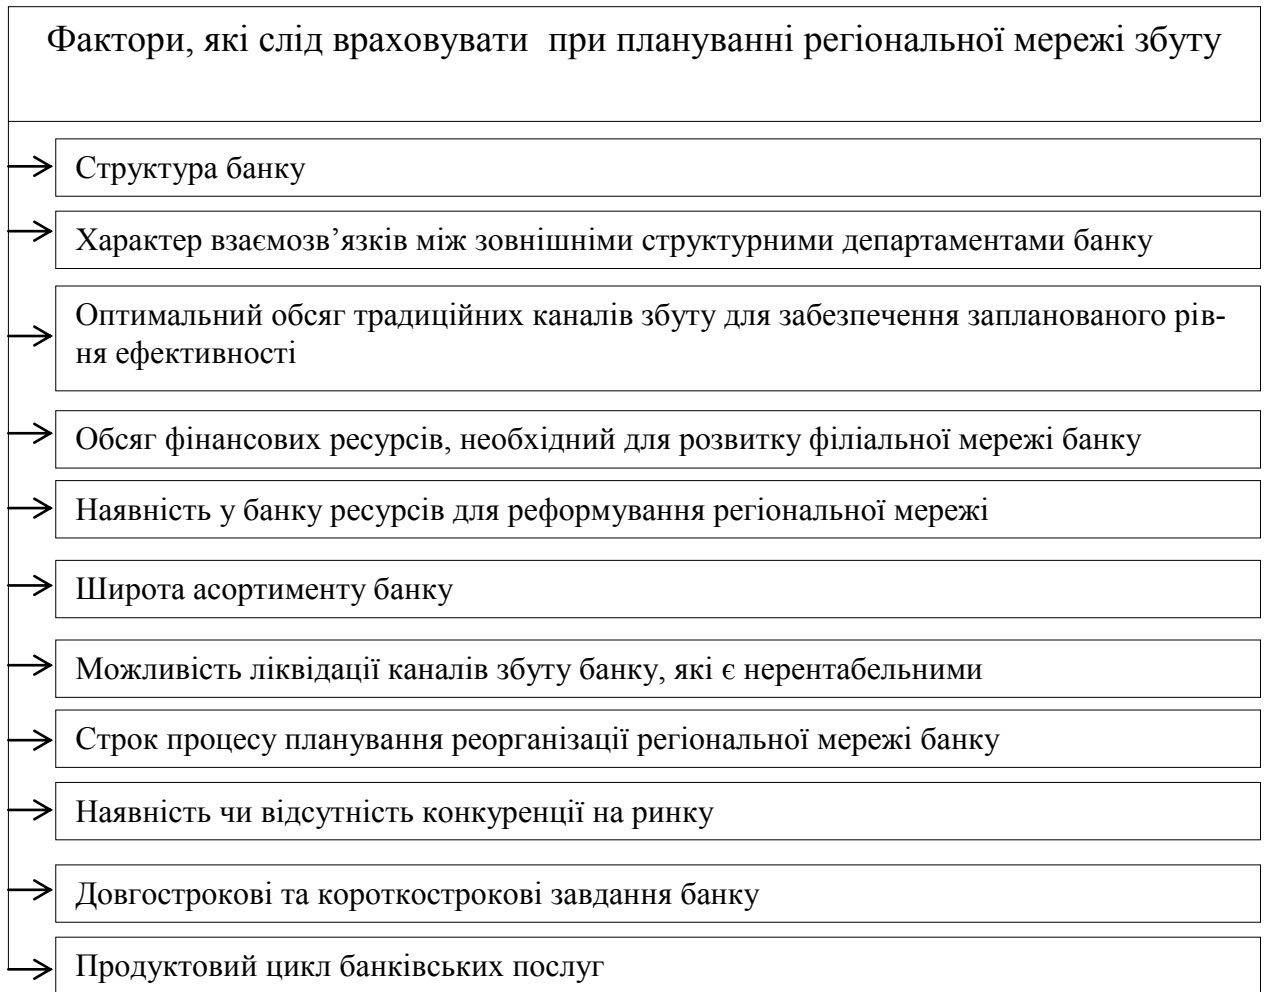 Фактори, які слід враховувати при плануванні регіональної мережі збуту
Структура банку
Характер взаємозв’язків між зовнішніми структурними департаментами банку
Оптимальний обсяг традиційних каналів збуту для забезпечення запланованого рів-
ня ефективності
Обсяг фінансових ресурсів, необхідний для розвитку філіальної мережі банку
Наявність у банку ресурсів для реформування регіональної мережі
Широта асортименту банку
Можливість ліквідації каналів збуту банку, які є нерентабельними
Строк процесу планування реорганізації регіональної мережі банку
Наявність чи відсутність конкуренції на ринку
Довгострокові та короткострокові завдання банку
Продуктовий цикл банківських послуг